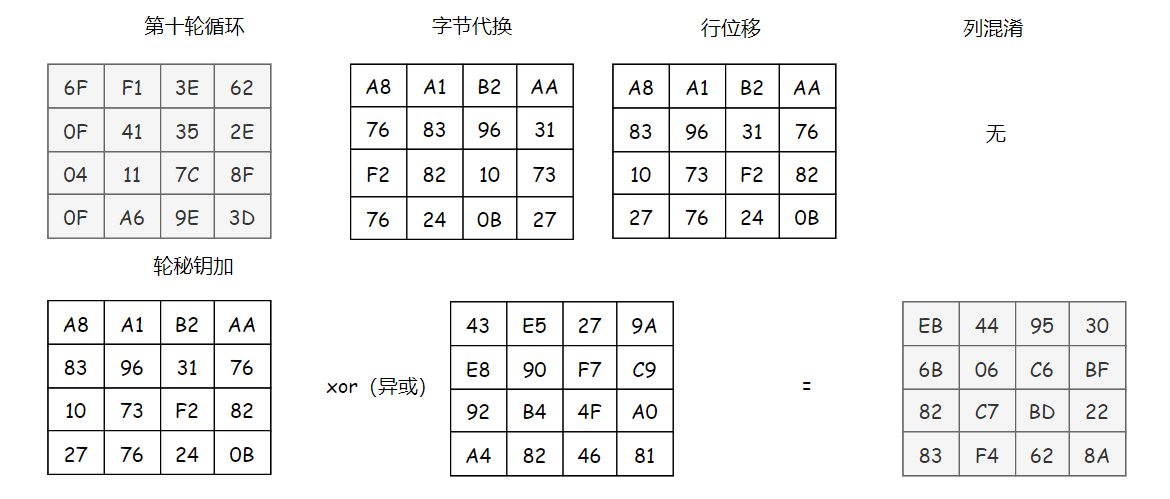 第十轮循环 字节代换 行位移 列混淆
6F F1 3E 62 A8 A1 B2 AA A8 A1 B2 AA
0F 41 35 2E 76 83 96 31 83 96 31 76 无
04 11 7C 8F F2 82 10 73 10 73 F2 82
0F A6 9E 3D 76 24 0B 27 27 76 24 0B
轮秘钥加
A8 A1 B2 AA 43 E5 27 9A EB 44 95 30
83 96 31 76 xor（异或） E8 90 F7 C9 = 6B 06 C6 BF
10 73 F2 82 92 B4 4F A0 82 C7 BD 22
27 76 24 0B A4 82 46 81 83 F4 62 8A